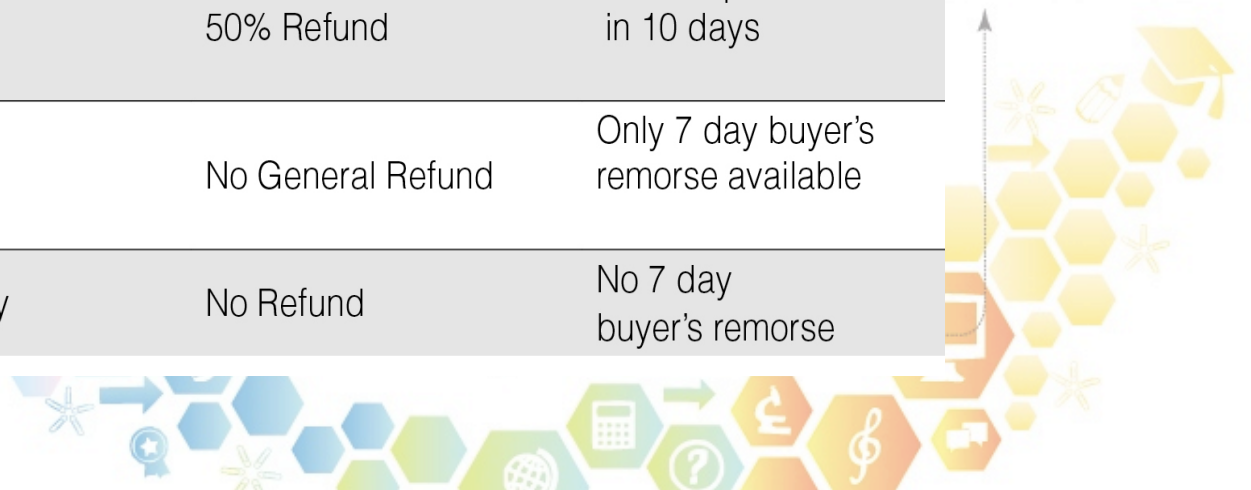 50% Refund
in 10 days
No General Refund
Only 7 day buyer’s
remorse available
No Refund
No 7 day
buyer’s remorse